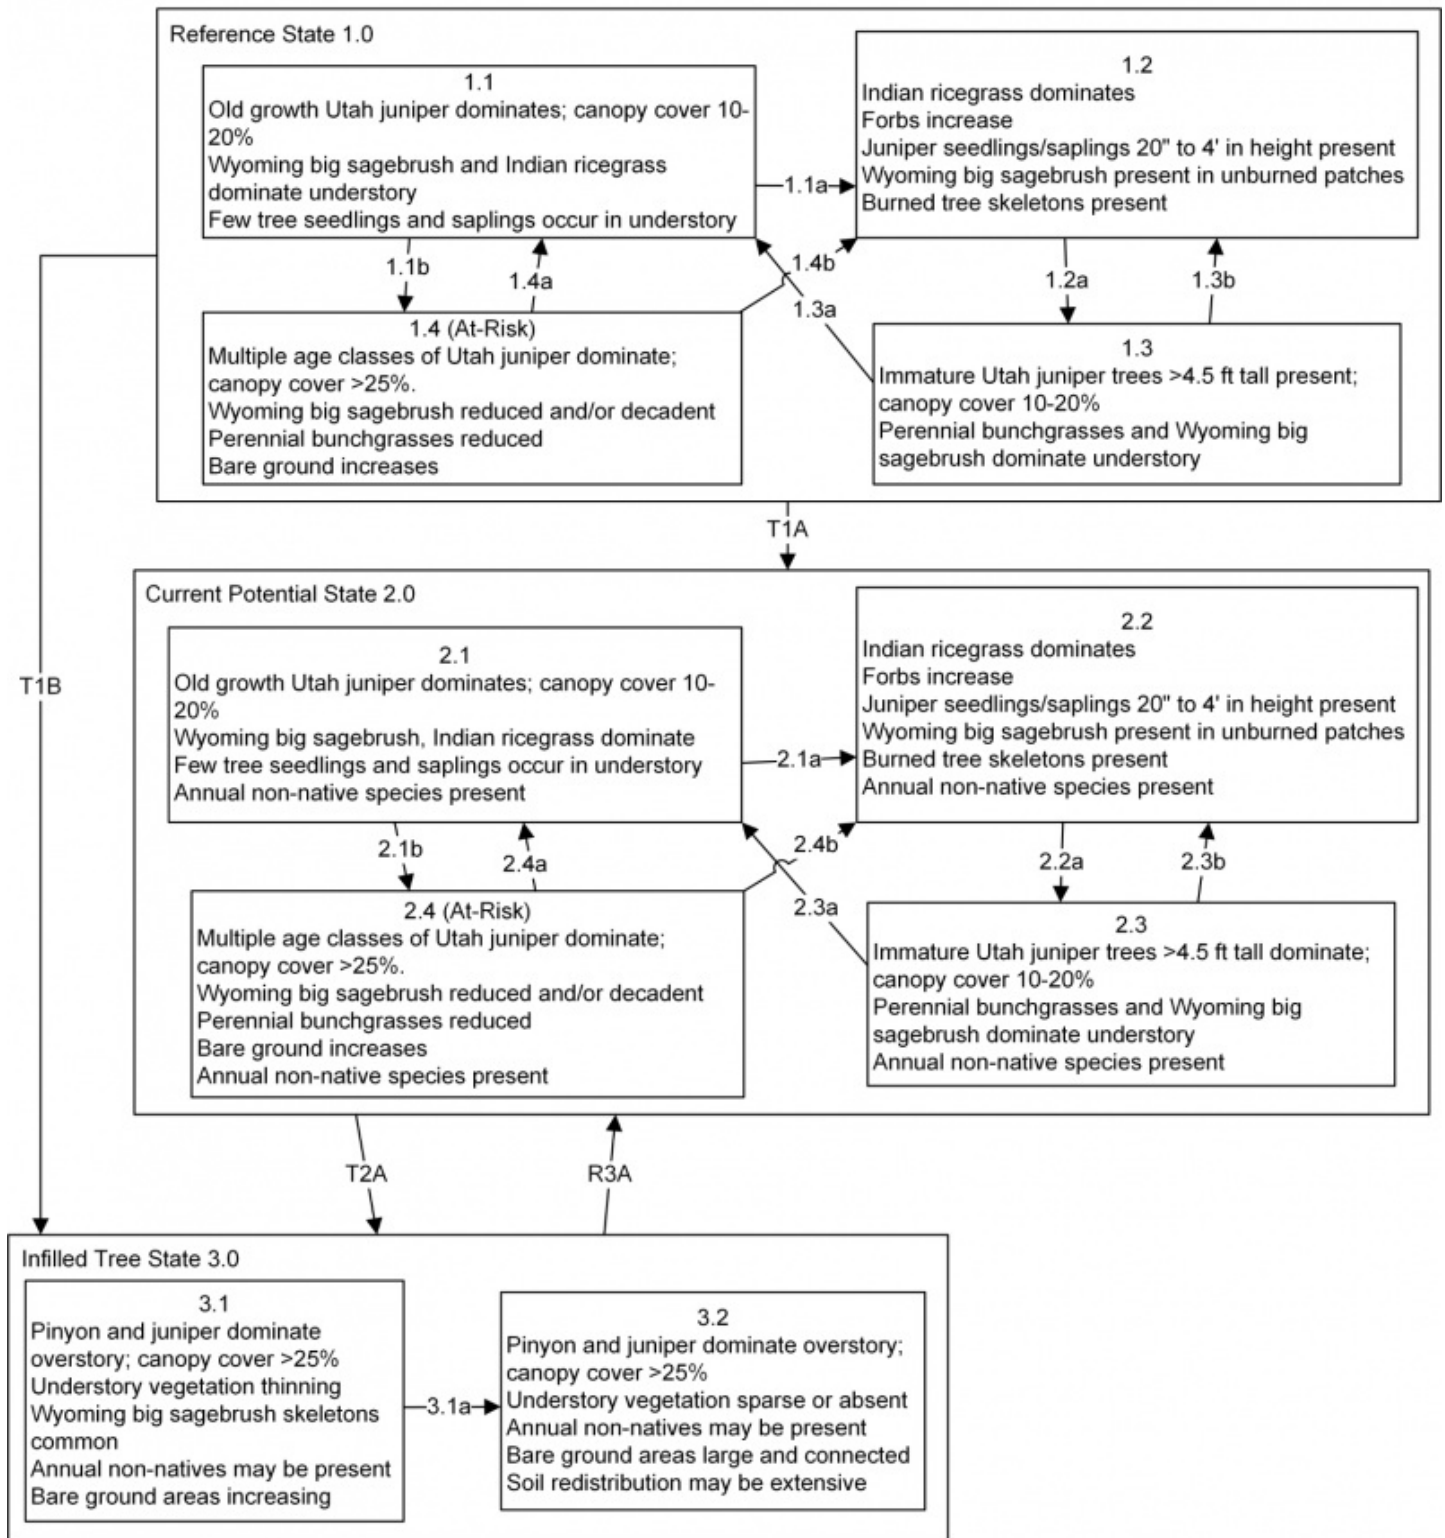 Reference State 1.0
1.1
Old growth Utah juniper dominates; canopy cover 10-
20%
Wyoming big sagebrush and Indian ricegrass
dominate understory
Few tree seedlings and saplings occur in understory
1.1a
1.2
Indian ricegrass dominates
Forbs increase
Juniper seedlings/saplings 20" to 4' in height present
Wyoming big sagebrush present in unburned patches
Burned tree skeletons present
1.1b
1.4a
1.4b
1.3a
1.2a
1.3b
1.4 (At-Risk)
Multiple age classes of Utah juniper dominate;
canopy cover >25%.
Wyoming big sagebrush reduced and/or decadent
Perennial bunchgrasses reduced
Bare ground increases
1.3
Immature Utah juniper trees >4.5 ft tall present;
canopy cover 10-20%
Perennial bunchgrasses and Wyoming big
sagebrush dominate understory
T1A
T1B
Current Potential State 2.0
2.1
Old growth Utah juniper dominates; canopy cover 10-
20%
Wyoming big sagebrush, Indian ricegrass dominate
Few tree seedlings and saplings occur in understory
Annual non-native species present
2.1a
2.2
Indian ricegrass dominates
Forbs increase
Juniper seedlings/saplings 20" to 4' in height present
Wyoming big sagebrush present in unburned patches
Burned tree skeletons present
Annual non-native species present
2.1b
2.4a
2.4b
2.3a
2.2a
2.3b
2.4 (At-Risk)
Multiple age classes of Utah juniper dominate;
canopy cover >25%.
Wyoming big sagebrush reduced and/or decadent
Perennial bunchgrasses reduced
Bare ground increases
Annual non-native species present
2.3
Immature Utah juniper trees >4.5 ft tall dominate;
canopy cover 10-20%
Perennial bunchgrasses and Wyoming big
sagebrush dominate understory
Annual non-native species present
T2A
R3A
Infilled Tree State 3.0
3.1
Pinyon and juniper dominate
overstory; canopy cover >25%
Understory vegetation thinning
Wyoming big sagebrush skeletons
common
Annual non-natives may be present
Bare ground areas increasing
3.1a
3.2
Pinyon and juniper dominate overstory;
canopy cover >25%
Understory vegetation sparse or absent
Annual non-natives may be present
Bare ground areas large and connected
Soil redistribution may be extensive